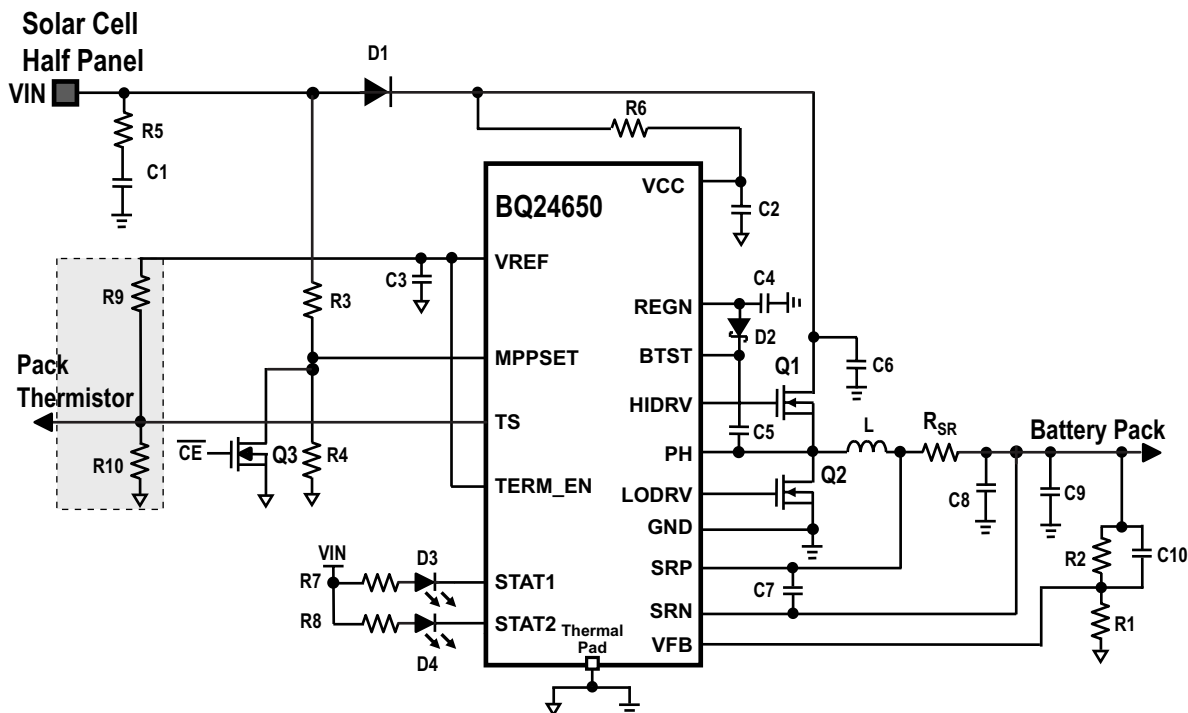 Solar Cell
Half Panel
VIN
D1
R5
C1
R6
BQ24650
VCC
C2
VREF
C3
R9
R3
REGN
C4
D2
BTST
MPPSET
C6
Q1
Pack
Thermistor
HIDRV
TS
C5
L
RSR
Battery Pack
CE
Q3
R4
R10
PH
Q2
C8
C9
TERM_EN
LODRV
GND
VIN
R7
D3
STAT1
SRP
C7
R2
C10
R8
D4
STAT2
SRN
R1
Thermal
Pad
VFB